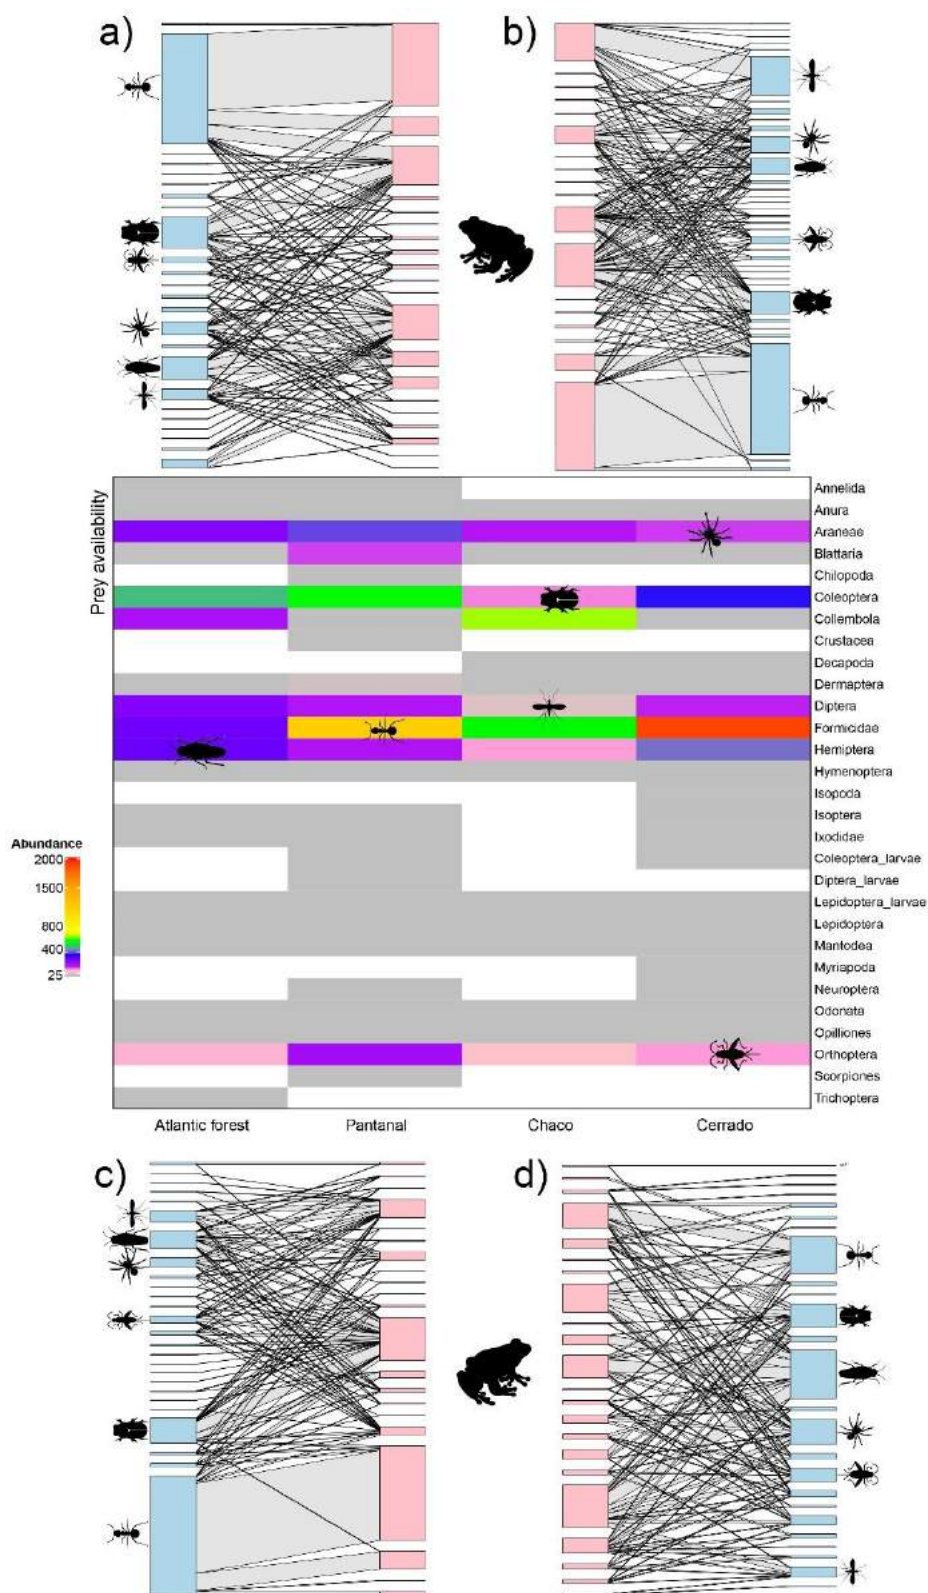 a)
b)
Prey availability
Annelida
Anura
Araneae
Blattaria
Chilopoda
Coleoptera
Collembola
Crustacea
Decapoda
Dermaptera
Diptera
Formicidae
Hemiptera
Hymenoptera
Isopoda
Isoptera
Ixodidae
Coleoptera_larvae
Diptera_larvae
Lepidoptera_larvae
Lepidoptera
Mantodea
Myriapoda
Neuroptera
Odonata
Opilliones
Orthoptera
Scorpiones
Trichoptera
Abundance
2000
1500
800
400
25
Atlantic forest
Pantanal
Chaco
Cerrado
c)
d)